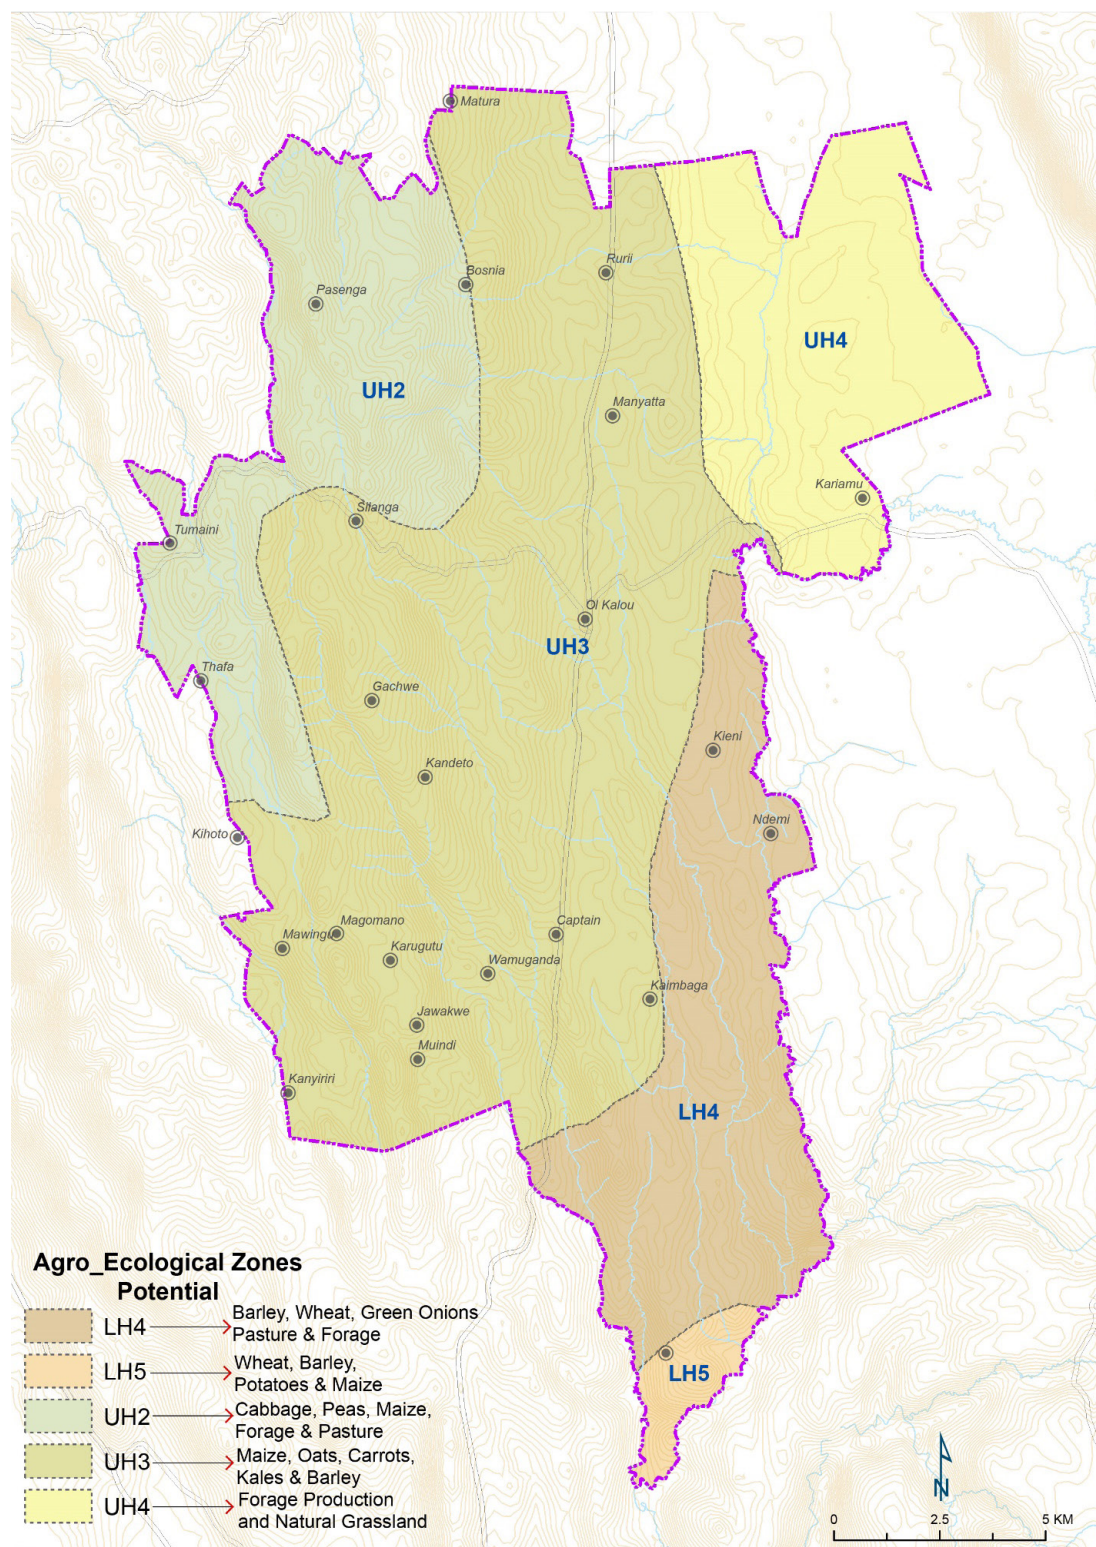 Matura
Bosnia
Rurii
Pasenga
UH4
UH2
Manyatta
Kariamu
Silanga
Tumaini
Ol Kalou
UH3
Thafa
Gachwe
Kieni
Kandeto
Ndemi
Kihoto
Magomano
Captain
Mawingu
Karugutu
Wamuganda
Kaimbaga
Jawakwe
Muindi
Kanyiriri
LH4
LH5
Agro_Ecological Zones
Potential
LH4 Barley, Wheat, Green Onions
Pasture & Forage
LH5 Wheat, Barley,
Potatoes & Maize
UH2 Cabbage, Peas, Maize,
Forage & Pasture
UH3 Maize, Oats, Carrots,
Kales & Barley
UH4 Forage Production
and Natural Grassland
N
0 2.5 5 KM